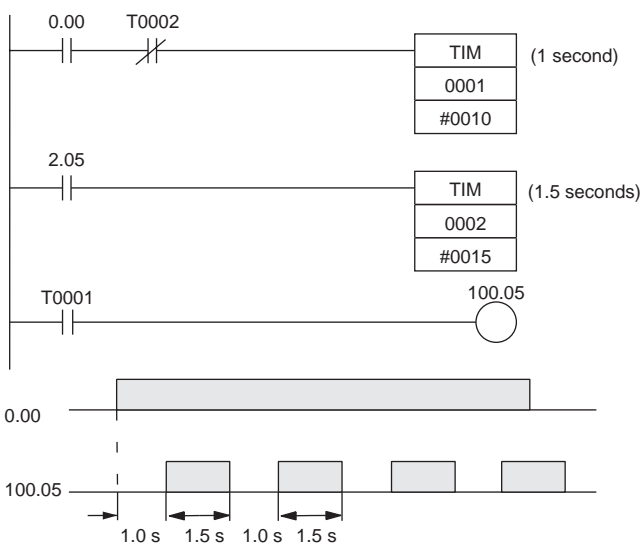 0.00 T0002
TIM (1 second)
0001
#0010
2.05
TIM (1.5 seconds)
0002
#0015
T0001 100.05
0.00
100.05
1.0 s 1.5 s 1.0 s 1.5 s